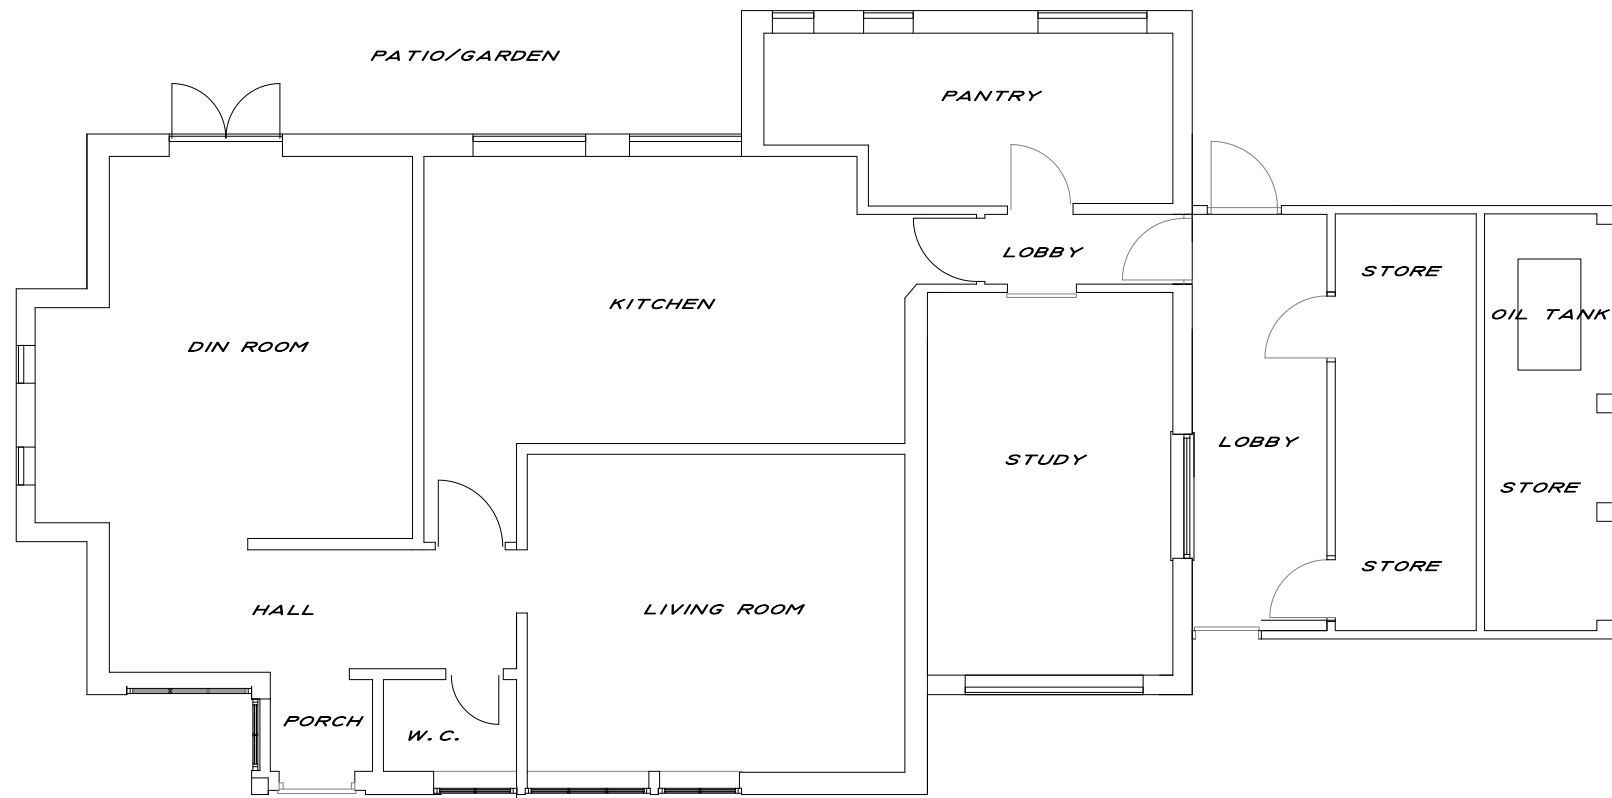 PATIO/GARDEN
PANTRY
LOBBY
STORE
KITCHEN
OIL TANK
DIN ROOM
LOBBY
STUDY
STORE
STORE
HALL
LIVING ROOM
PORCH
W.C.